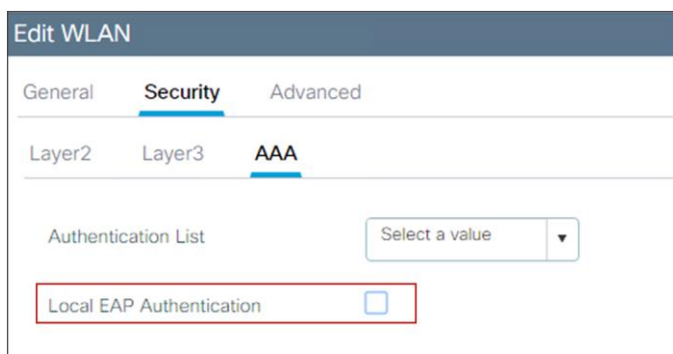 Edit WLAN
General Security Advanced
Layer2 Layer3 AAA
Authentication List Select a value
Local EAP Authentication